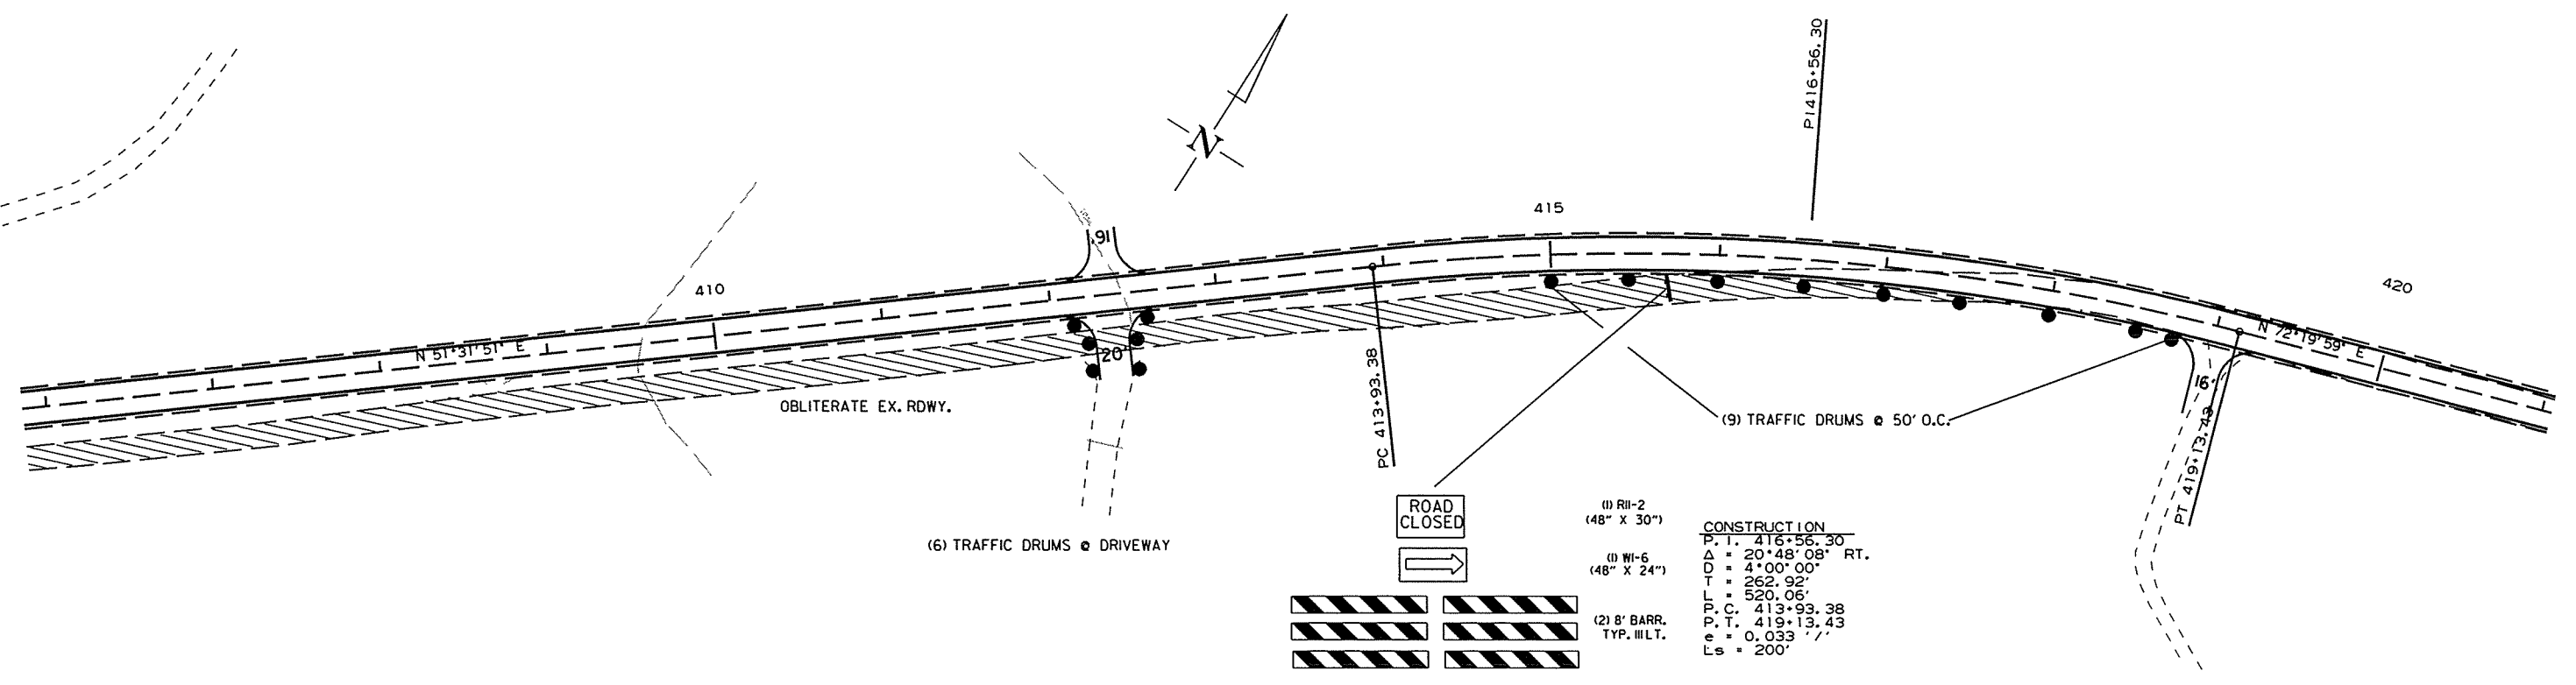 PI 416+56.30
N
415
16'
410
420
N 51°31'51" E
N 72°19'59" E
20'
16'
OBLITERATE EX. RDWY.
PC 413+93.38
(9) TRAFFIC DRUMS @ 50' O.C.
PT 419+13.43
(6) TRAFFIC DRUMS @ DRIVEWAY
ROAD
CLOSED
(1) R11-2
(48" X 30")
(1) W1-6
(48" X 24")
(2) 8' BARR.
TYP. III LT.
CONSTRUCTION
P.I. 416+56.30
Δ = 20°48'08" RT.
D = 4°00'00"
T = 262.92'
L = 520.06'
P.C. 413+93.38
P.T. 419+13.43
e = 0.033 '/'
Ls = 200'